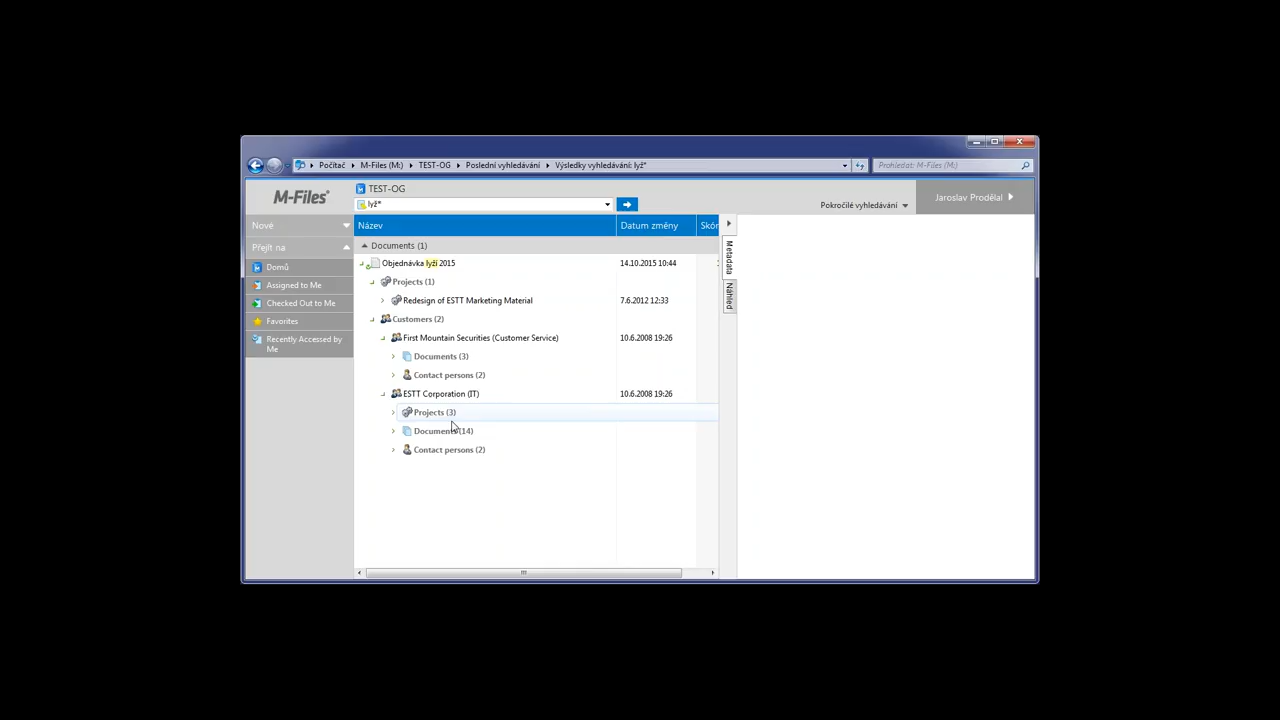 Počítač
M-Files (M:)
TEST-OG
Poslední vyhledávání
Výsledky vyhledávání: lyž*
Prohledat: M-Files (M:)
M-Files®
TEST-OG
lyž*
Pokročilé vyhledávání
Jaroslav Prodělal
Nové
Přejít na
Domů
Assigned to Me
Checked Out to Me
Favorites
Recently Accessed by
Me
Název
Datum změny
Skór
Documents (1)
Objednávka lyží 2015
14.10.2015 10:44
Projects (1)
Redesign of ESTT Marketing Material
7.6.2012 12:33
Customers (2)
First Mountain Securities (Customer Service)
10.6.2008 19:26
Documents (3)
Contact persons (2)
ESTT Corporation (IT)
10.6.2008 19:26
Projects (3)
Documents (14)
Contact persons (2)
Metadata
Náhled